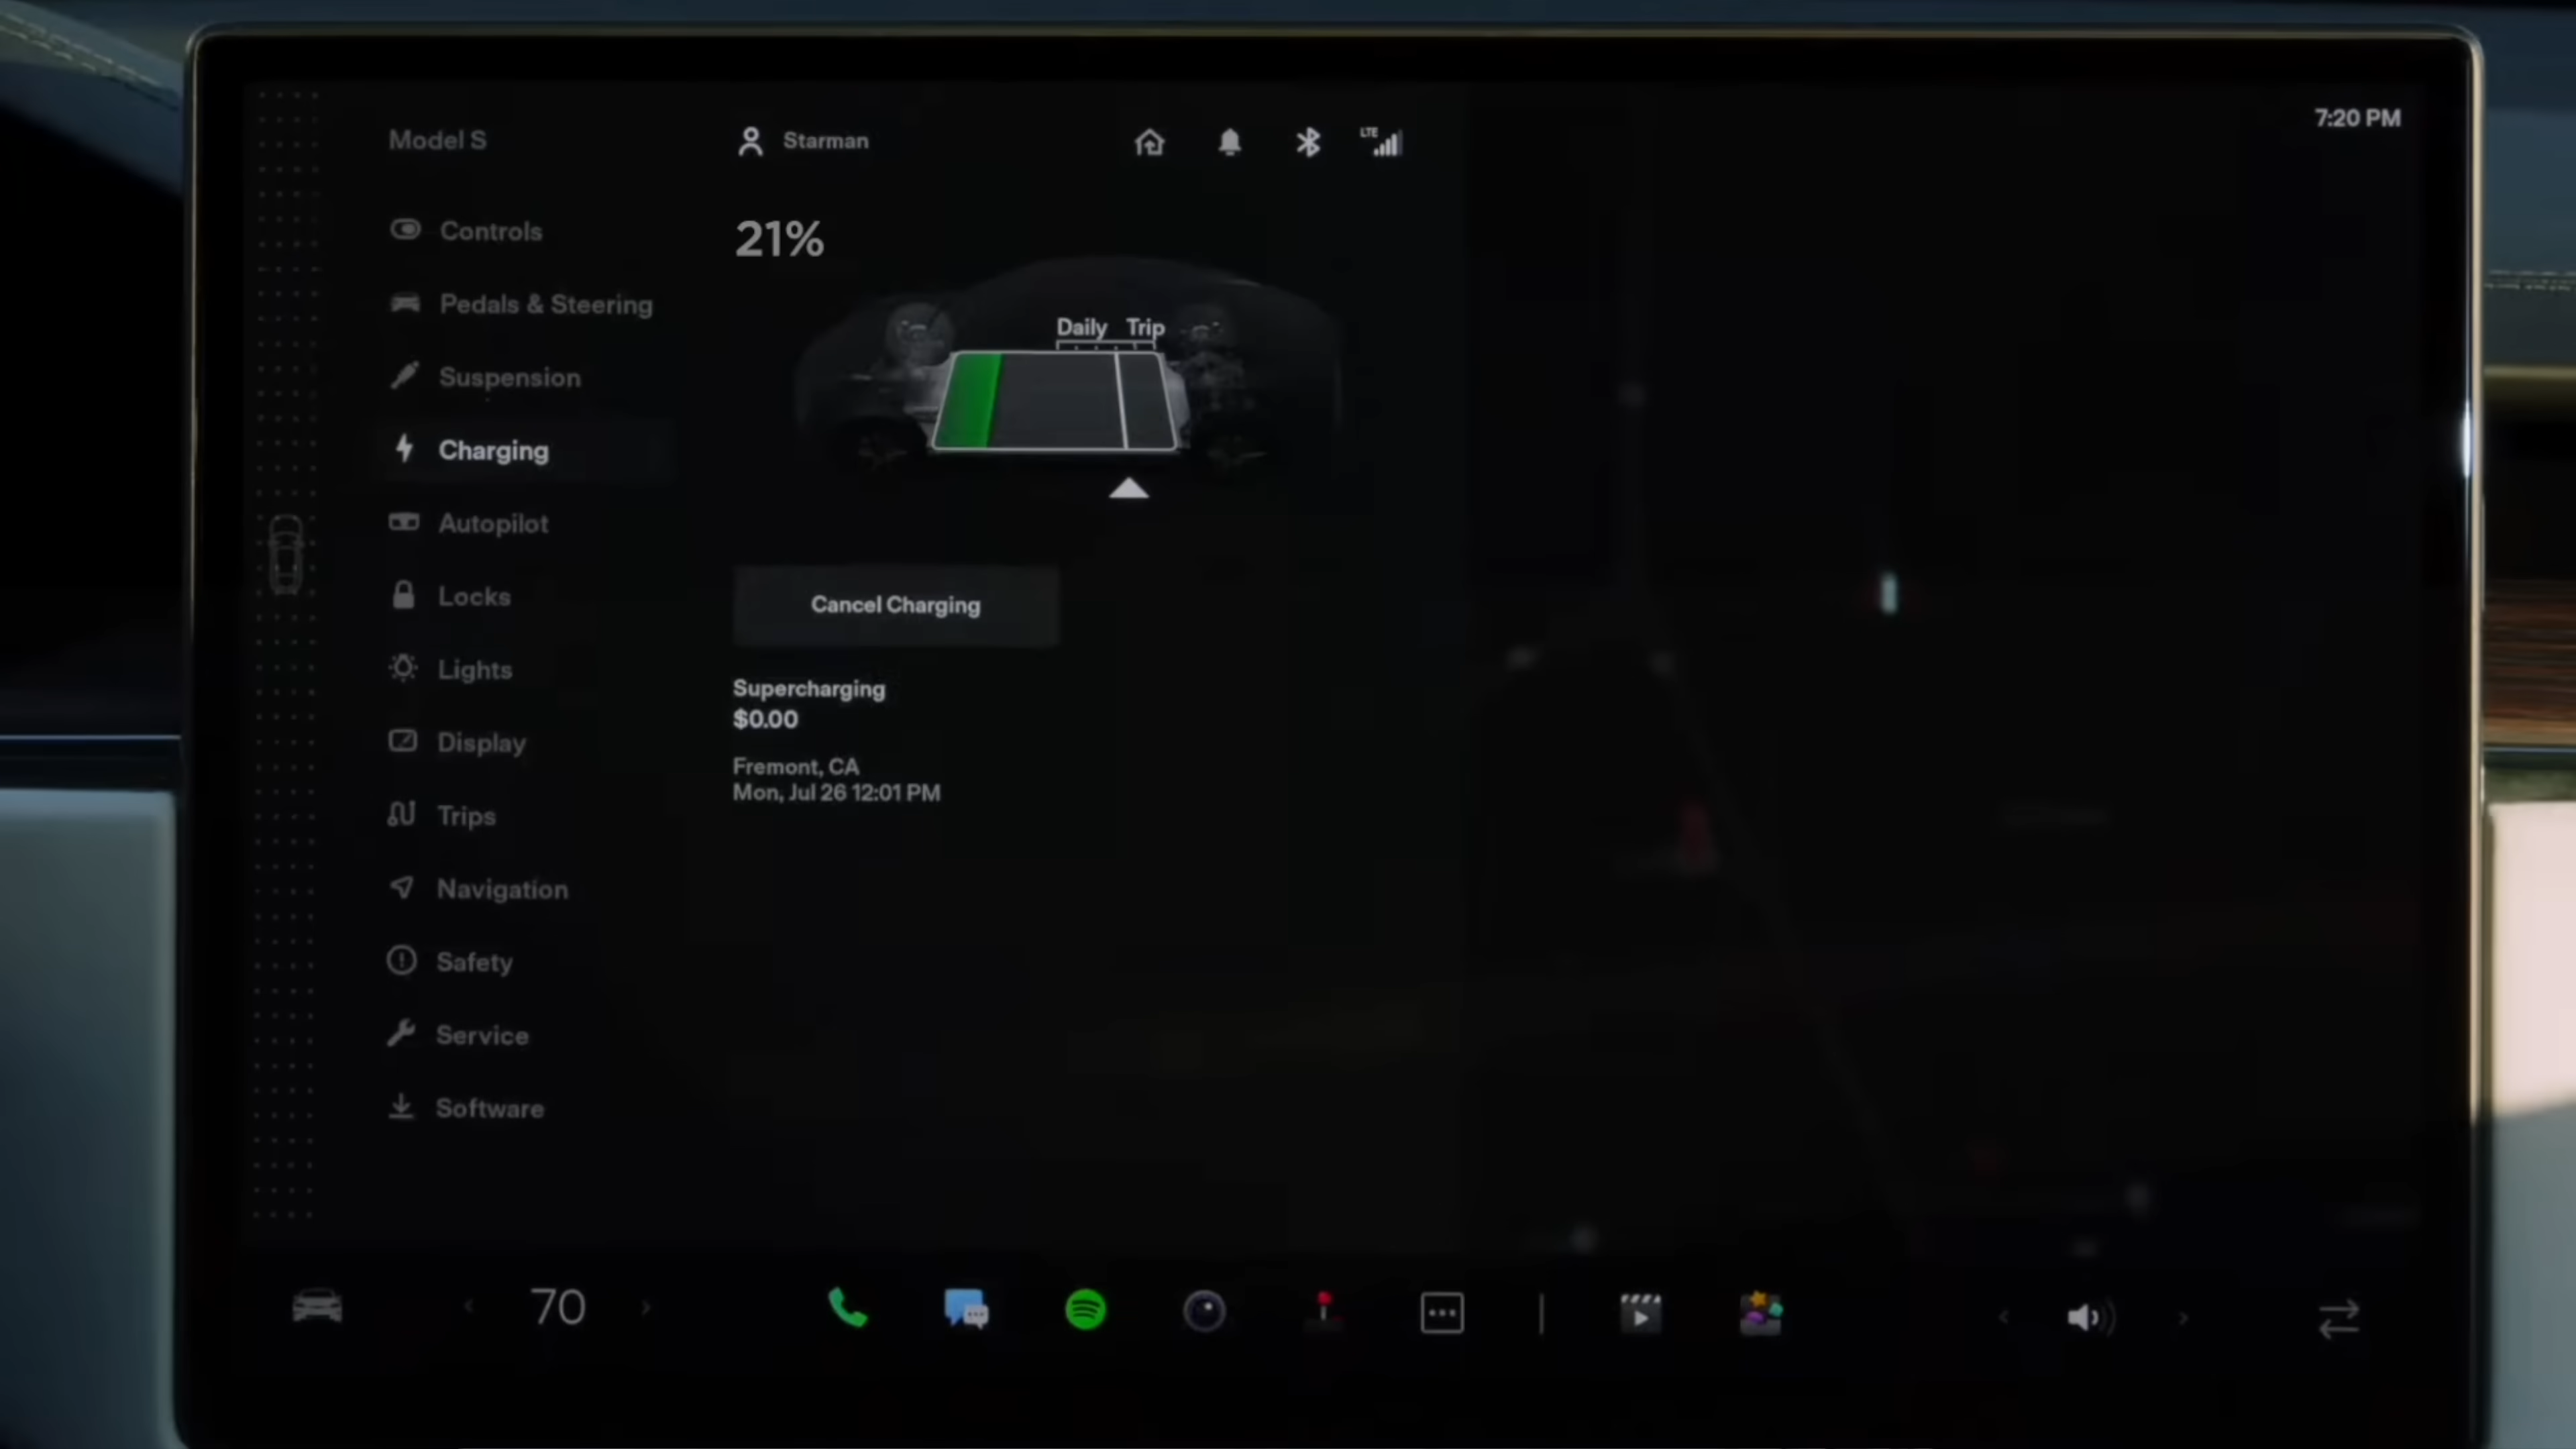 7:20 PM
Model S
Starman
LTE
21%
Controls
Pedals & Steering
Suspension
Charging
Autopilot
Locks
Lights
Display
Trips
Navigation
Safety
Service
Software
Daily Trip
Cancel Charging
Supercharging
$0.00
Fremont, CA
Mon, Jul 26 12:01 PM
70